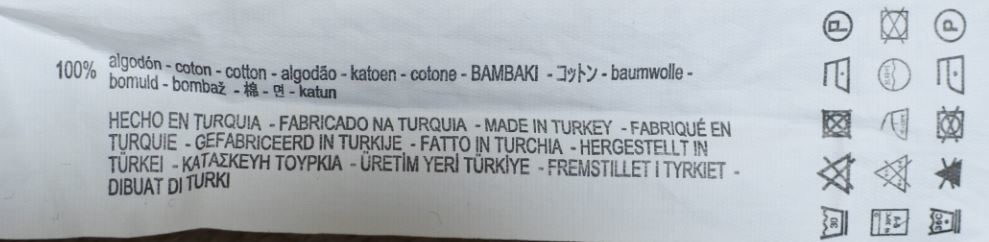 100% algodón - coton - cotton - algodão - katoen - cotone - BAMBAKI - コットン - baumwolle -
bomuld - bombaž - 棉 - 면 - katun
HECHO EN TURQUIA - FABRICADO NA TURQUIA - MADE IN TURKEY - FABRIQUÉ EN
TURQUIE - GEFABRICEERD IN TURKIJE - FATTO IN TURCHIA - HERGESTELLT IN
TÜRKEI - ΚΑΤΑΣΚΕΥΗ ΤΟΥΡΚΙΑ - ÜRETİM YERİ TÜRKİYE - FREMSTILLET I TYRKIET -
DIBUAT DI TURKI
P
P
30